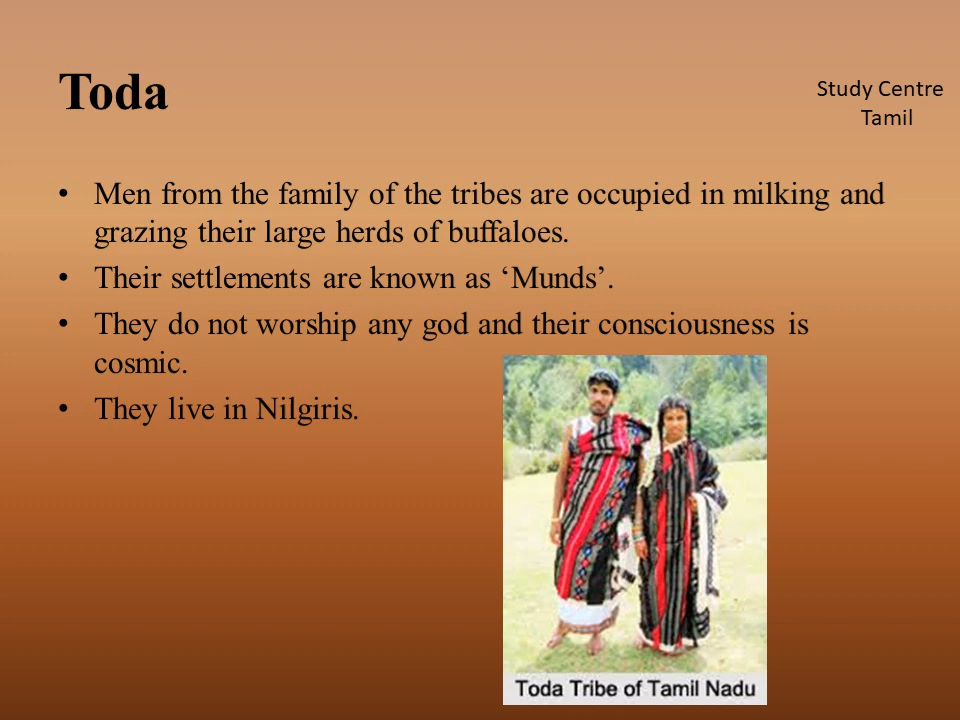 Toda
Study Centre
Tamil
• Men from the family of the tribes are occupied in milking and
grazing their large herds of buffaloes.
• Their settlements are known as ‘Munds’.
• They do not worship any god and their consciousness is
cosmic.
• They live in Nilgiris.
Toda Tribe of Tamil Nadu